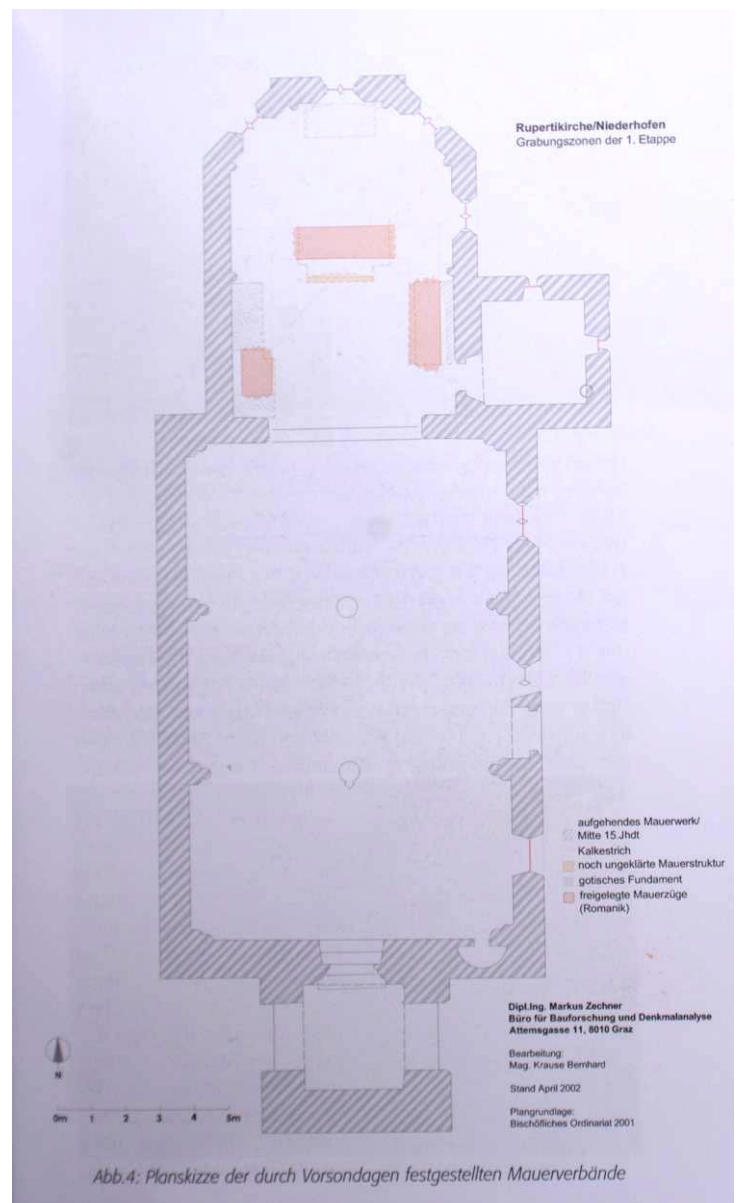 Rupertikirche/Niederhofen
Grabungszonen der 1. Etappe
aufgehendes Mauerwerk/
Mitte 15.Jhdt
Kalkestrich
noch ungeklärte Mauerstruktur
gotisches Fundament
freigelegte Mauerzüge
(Romanik)
Dipl.Ing. Markus Zechner
Büro für Bauforschung und Denkmalanalyse
Attemsgasse 11, 8010 Graz
Bearbeitung:
Mag. Krause Bernhard
Stand April 2002
Plangrundlage:
Bischöfliches Ordinariat 2001
N
0m 1 2 3 4 5m
Abb.4: Planskizze der durch Vorsondagen festgestellten Mauerverbände